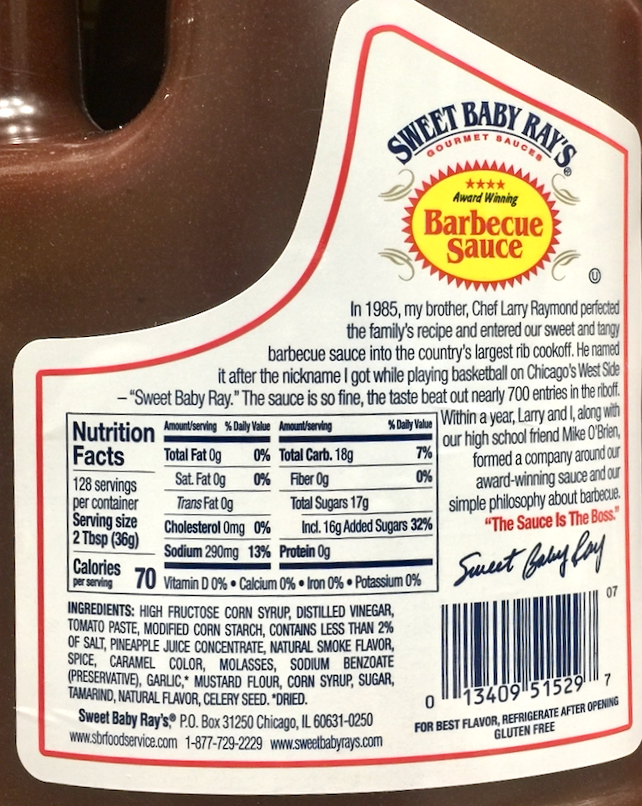 SWEET BABY RAY'S®
GOURMET SAUCES
Award Winning
Barbecue
Sauce
U
In 1985, my brother, Chef Larry Raymond perfected
the family's recipe and entered our sweet and tangy
barbecue sauce into the country's largest rib cookoff. He named
it after the nickname I got while playing basketball on Chicago's West Side
– "Sweet Baby Ray." The sauce is so fine, the taste beat out nearly 700 entries in the riboff.
Within a year, Larry and I, along with
our high school friend Mike O'Brien,
formed a company around our
award-winning sauce and our
simple philosophy about barbecue.
"The Sauce Is The Boss."
Sweet Baby Ray
Nutrition
Facts
128 servings
per container
Serving size
2 Tbsp (36g)
Calories
per serving 70
Amount/serving % Daily Value
Total Fat 0g 0%
Sat. Fat 0g 0%
Trans Fat 0g
Cholesterol 0mg 0%
Sodium 290mg 13%
Amount/serving % Daily Value
Total Carb. 18g 7%
Fiber 0g 0%
Total Sugars 17g
Incl. 16g Added Sugars 32%
Protein 0g
Vitamin D 0% • Calcium 0% • Iron 0% • Potassium 0%
INGREDIENTS: HIGH FRUCTOSE CORN SYRUP, DISTILLED VINEGAR,
TOMATO PASTE, MODIFIED CORN STARCH, CONTAINS LESS THAN 2%
OF SALT, PINEAPPLE JUICE CONCENTRATE, NATURAL SMOKE FLAVOR,
SPICE, CARAMEL COLOR, MOLASSES, SODIUM BENZOATE
(PRESERVATIVE), GARLIC,* MUSTARD FLOUR, CORN SYRUP, SUGAR,
TAMARIND, NATURAL FLAVOR, CELERY SEED. *DRIED.
Sweet Baby Ray's,® P.O. Box 31250 Chicago, IL 60631-0250
www.sbrfoodservice.com 1-877-729-2229 www.sweetbabyrays.com
07
0 13409 51529 7
FOR BEST FLAVOR, REFRIGERATE AFTER OPENING
GLUTEN FREE